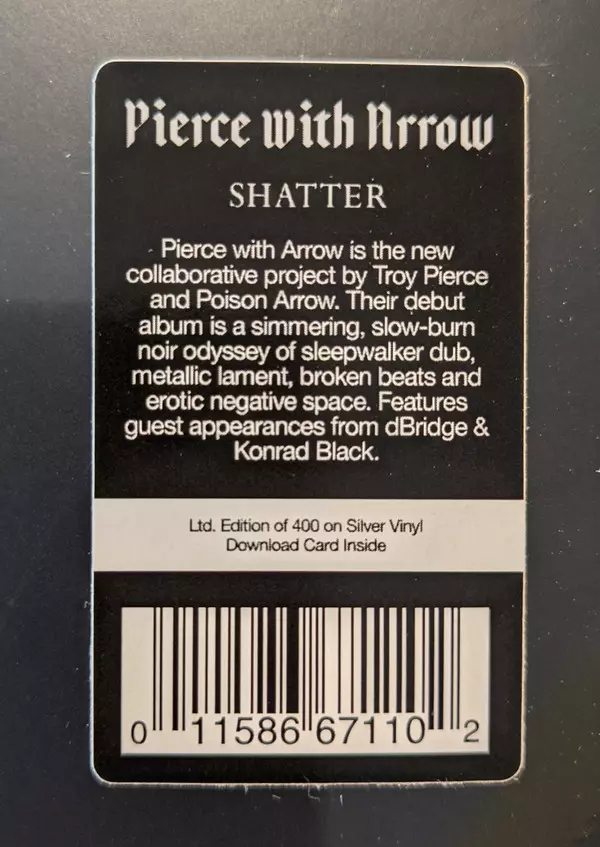 Pierce with Arrow
SHATTER
Pierce with Arrow is the new
collaborative project by Troy Pierce
and Poison Arrow. Their debut
album is a simmering, slow-burn
noir odyssey of sleepwalker dub,
metallic lament, broken beats and
erotic negative space. Features
guest appearances from dBridge &
Konrad Black.
Ltd. Edition of 400 on Silver Vinyl
Download Card Inside
0 11586 67110 2